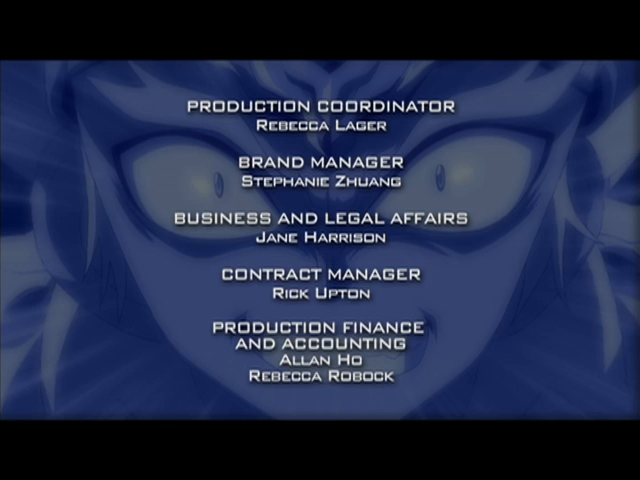 PRODUCTION COORDINATOR
REBECCA LAGER
BRAND MANAGER
STEPHANIE ZHUANG
BUSINESS AND LEGAL AFFAIRS
JANE HARRISON
CONTRACT MANAGER
RICK UPTON
PRODUCTION FINANCE
AND ACCOUNTING
ALLAN HO
REBECCA ROBOCK